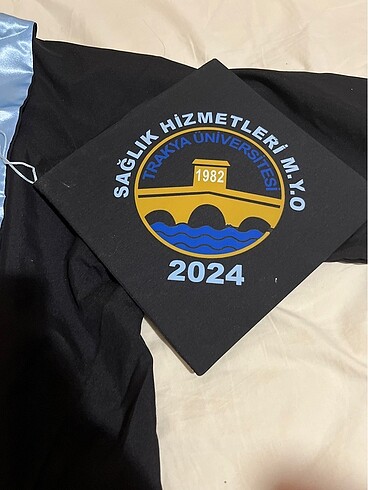 SAĞLIK HİZMETLERİ M.Y.O
TRAKYA ÜNİVERSİTESİ
1982
2024